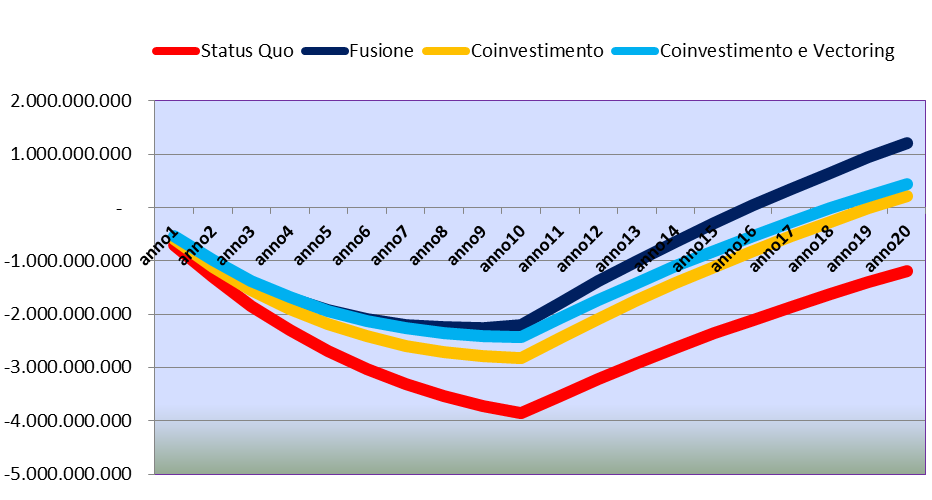 Status Quo Fusione Coinvestimento Coinvestimento e Vectoring
2.000.000.000
1.000.000.000
-
-1.000.000.000
-2.000.000.000
-3.000.000.000
-4.000.000.000
-5.000.000.000
anno1
anno2
anno3
anno4
anno5
anno6
anno7
anno8
anno9
anno10
anno11
anno12
anno13
anno14
anno15
anno16
anno17
anno18
anno19
anno20